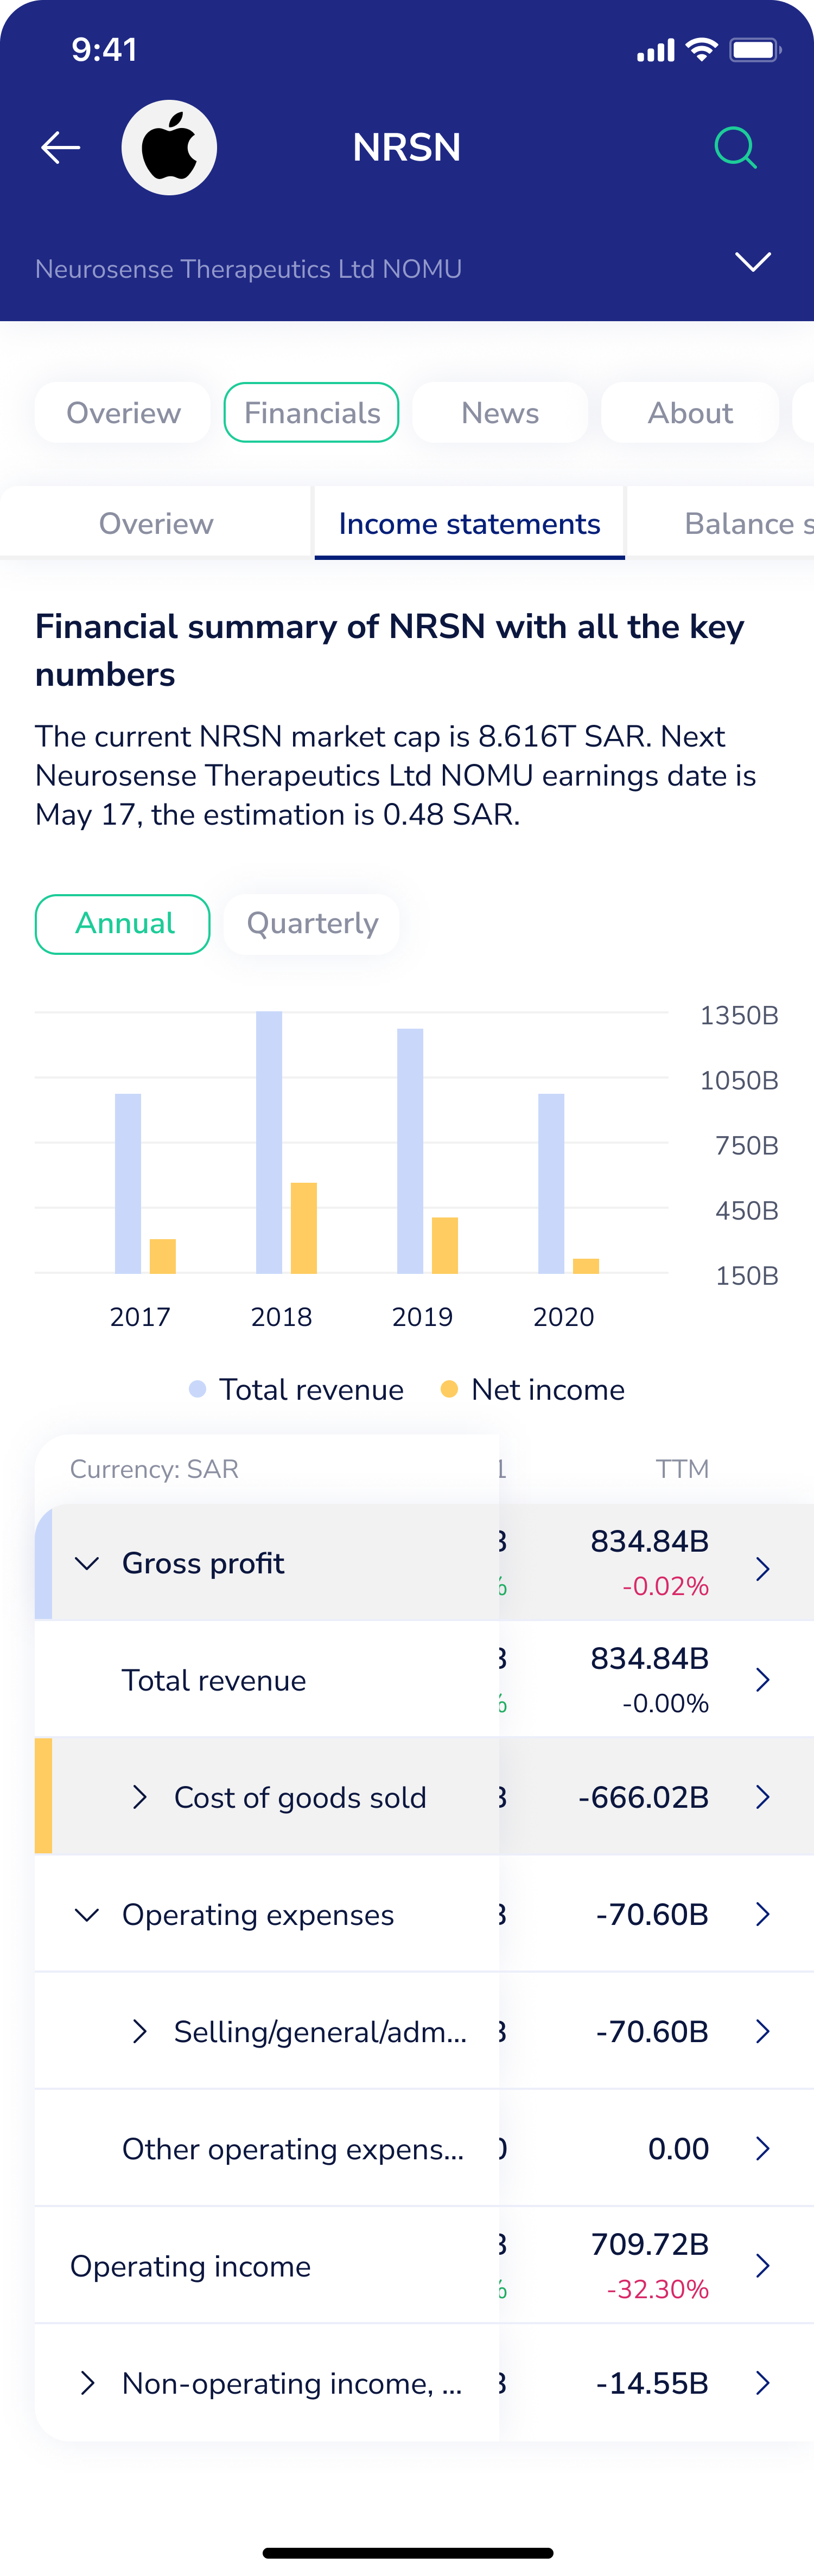 9:41
NRSN
Neurosense Therapeutics Ltd NOMU
Overiew
Financials
News
About
Overiew
Income statements
Balance s
Financial summary of NRSN with all the key
numbers
The current NRSN market cap is 8.616T SAR. Next
Neurosense Therapeutics Ltd NOMU earnings date is
May 17, the estimation is 0.48 SAR.
Annual
Quarterly
1350B
1050B
750B
450B
150B
2017
2018
2019
2020
Total revenue
Net income
Currency: SAR
TTM
Gross profit
834.84B
-0.02%
Total revenue
834.84B
-0.00%
Cost of goods sold
-666.02B
Operating expenses
-70.60B
Selling/general/adm...
-70.60B
Other operating expens...
0.00
Operating income
709.72B
-32.30%
Non-operating income, ...
-14.55B